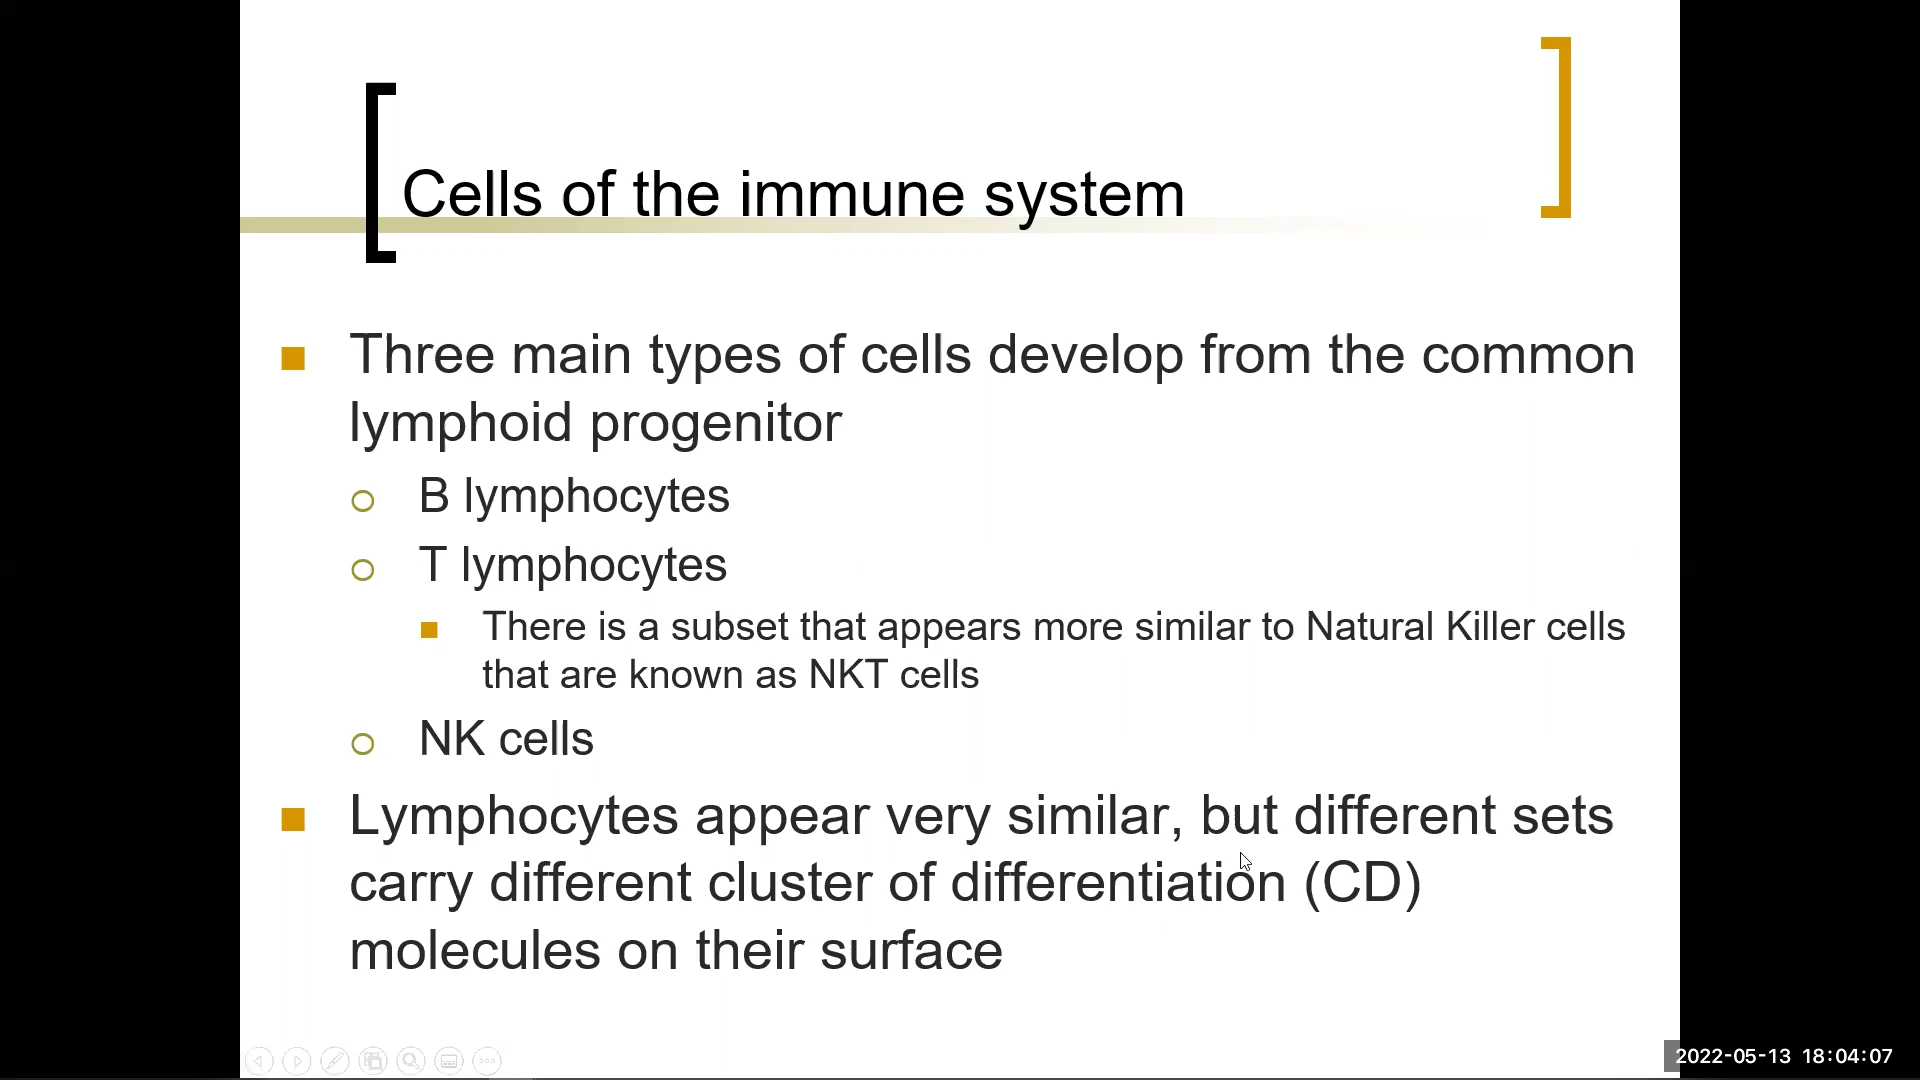 Cells of the immune system
Three main types of cells develop from the common
lymphoid progenitor
B lymphocytes
T lymphocytes
There is a subset that appears more similar to Natural Killer cells
that are known as NKT cells
NK cells
Lymphocytes appear very similar, but different sets
carry different cluster of differentiation (CD)
molecules on their surface
2022-05-13 18:04:07